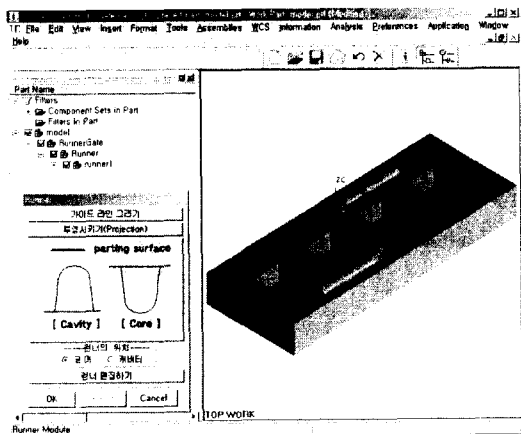 File Edit View Insert Format Tools Assemblies WCS Information Analysis Preferences Application Window
Help
Part Name
Filters
Component Sets in Part
Filters in Part
model
RunnerGate
Runner
runner1
가이드 라인 그리기
투영시키기(Projection)
parting surface
[ Cavity ] [ Core ]
런너의 위치
코어 캐비티
런너 편집하기
OK Cancel
ZC
TOP WORK
Runner Module